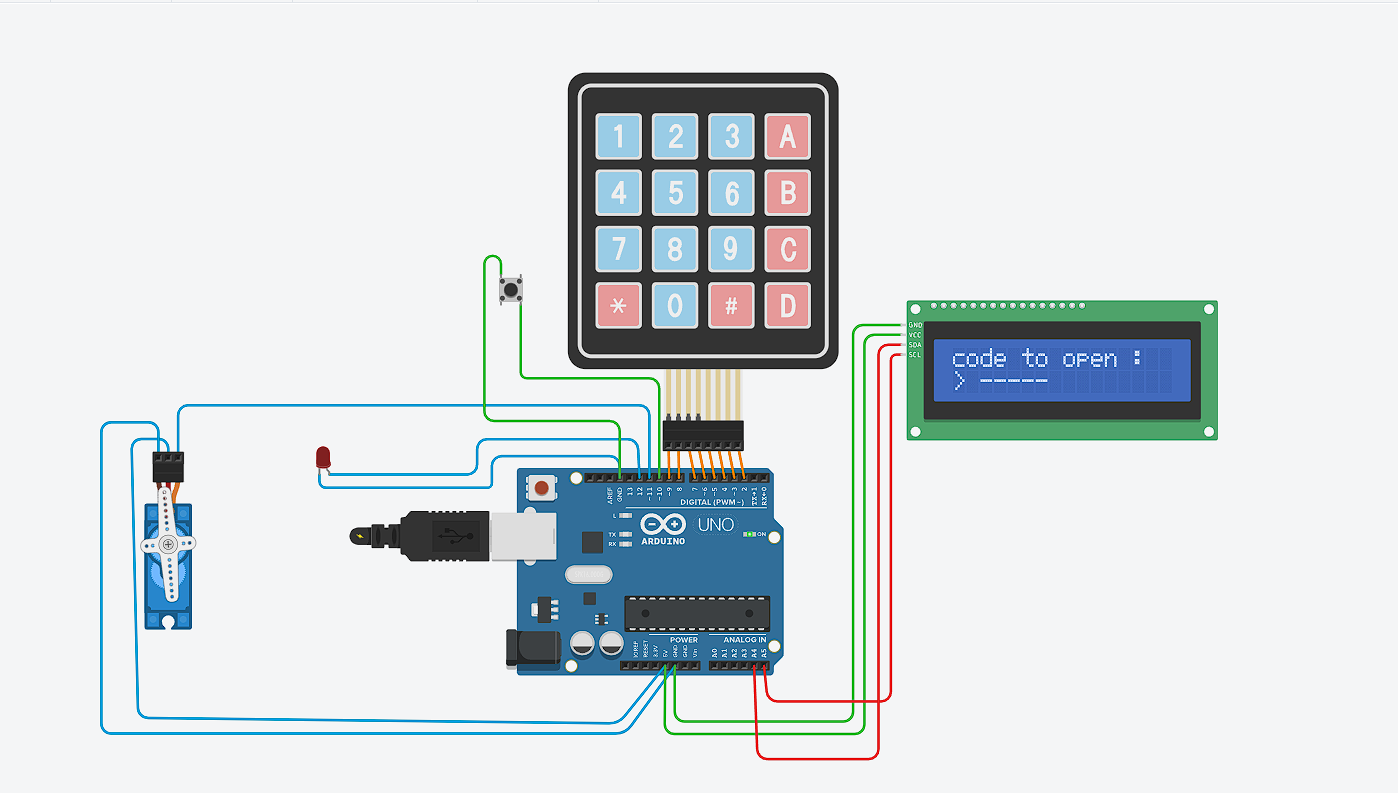 1 2 3 A
4 5 6 B
7 8 9 C
* 0 # D
GND
VCC
SDA
SCL
code to open :
> -----
AREF
GND
13
12
~11
~10
~9
8
7
~6
~5
4
~3
2
TX→1
RX←0
DIGITAL (PWM~)
L
TX
RX
UNO
ARDUINO
ON
POWER
ANALOG IN
IOREF
RESET
3.3V
5V
GND
GND
Vin
A0
A1
A2
A3
A4
A5